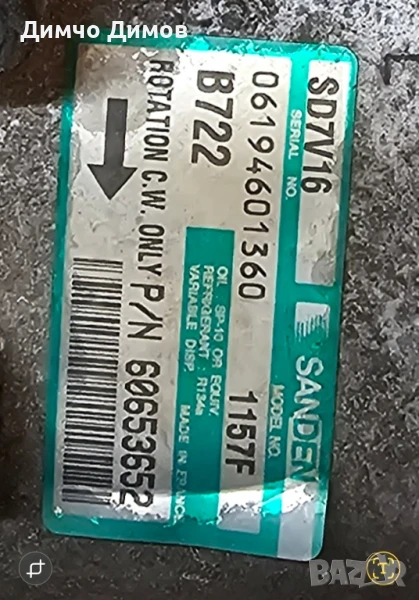 Димчо Димов
SANDEN
SD7V16
MODEL NO.
1157F
SERIAL NO.
06194601360
B722
OIL : SP-10 OR EQUIV.
REFRIGERANT : R134a
VARIABLE DISP.
MADE IN FRANCE
ROTATION C.W. ONLY
P/N 60653652
BAZAR